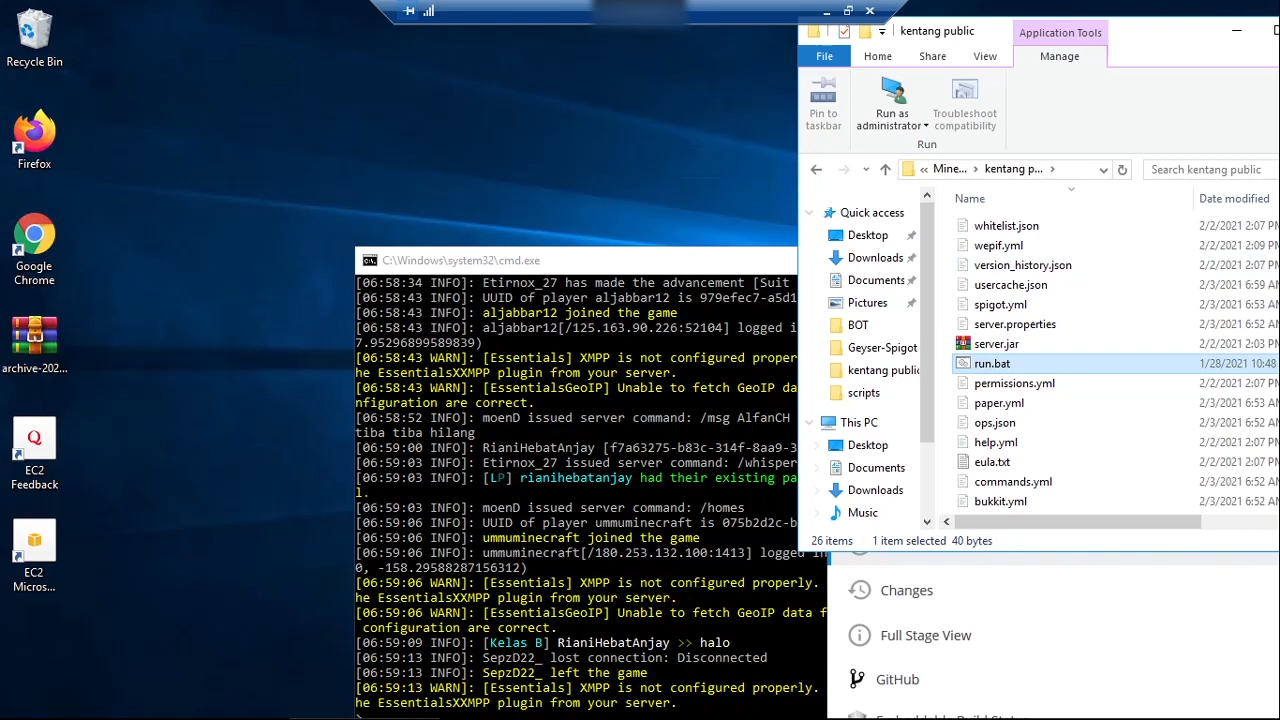 Recycle Bin
Firefox
Google
Chrome
archive-202...
EC2
Feedback
EC2
Micros...
C:\Windows\system32\cmd.exe
[06:58:34 INFO]: Etirnox_27 has made the advancement [Suit
[06:58:43 INFO]: UUID of player aljabbar12 is 979efec7-a5d1
[06:58:43 INFO]: aljabbar12 joined the game
[06:58:43 INFO]: aljabbar12[/125.163.90.226:52104] logged i
7.95296899589839)
[06:58:43 WARN]: [Essentials] XMPP is not configured proper
he EssentialsXXMPP plugin from your server.
[06:58:43 WARN]: [EssentialsGeoIP] Unable to fetch GeoIP da
nfiguration are correct.
[06:58:52 INFO]: moenD issued server command: /msg AlfanCH
tiba tiba hilang
[06:59:00 INFO]: RianiHebatAnjay [f7a63275-b83c-314f-8aa9-3
[06:59:03 INFO]: Etirnox_27 issued server command: /whisper
[06:59:03 INFO]: [LP] rianihebatanjay had their existing pa
l.
[06:59:03 INFO]: moenD issued server command: /homes
[06:59:06 INFO]: UUID of player ummuminecraft is 075b2d2c-b
[06:59:06 INFO]: ummuminecraft joined the game
[06:59:06 INFO]: ummuminecraft[/180.253.132.100:1413] logged in
0, -158.29588287156312)
[06:59:06 WARN]: [Essentials] XMPP is not configured properly.
he EssentialsXXMPP plugin from your server.
[06:59:06 WARN]: [EssentialsGeoIP] Unable to fetch GeoIP data f
configuration are correct.
[06:59:09 INFO]: [Kelas B] RianiHebatAnjay >> halo
[06:59:13 INFO]: SepzD22_ lost connection: Disconnected
[06:59:13 INFO]: SepzD22_ left the game
[06:59:13 WARN]: [Essentials] XMPP is not configured properly.
he EssentialsXXMPP plugin from your server.
kentang public
Application Tools
File Home Share View Manage
Pin to
taskbar
Run as
administrator
Troubleshoot
compatibility
Run
« Mine... kentang p...
Search kentang public
Name Date modified
Quick access
Desktop
Downloads
Documents
Pictures
BOT
Geyser-Spigot
kentang public
scripts
This PC
Desktop
Documents
Downloads
Music
whitelist.json 2/2/2021 2:07 P
wepif.yml 2/2/2021 2:09 P
version_history.json 2/2/2021 2:07 P
usercache.json 2/3/2021 6:59 A
spigot.yml 2/3/2021 6:53 A
server.properties 2/3/2021 6:52 A
server.jar 2/2/2021 2:03 P
run.bat 1/28/2021 10:48
permissions.yml 2/2/2021 2:07 P
paper.yml 2/3/2021 6:53 A
ops.json 2/3/2021 6:52 A
help.yml 2/2/2021 2:07 P
eula.txt 2/2/2021 2:07 P
commands.yml 2/3/2021 6:52 A
bukkit.yml 2/3/2021 6:52 A
26 items 1 item selected 40 bytes
Changes
Full Stage View
GitHub